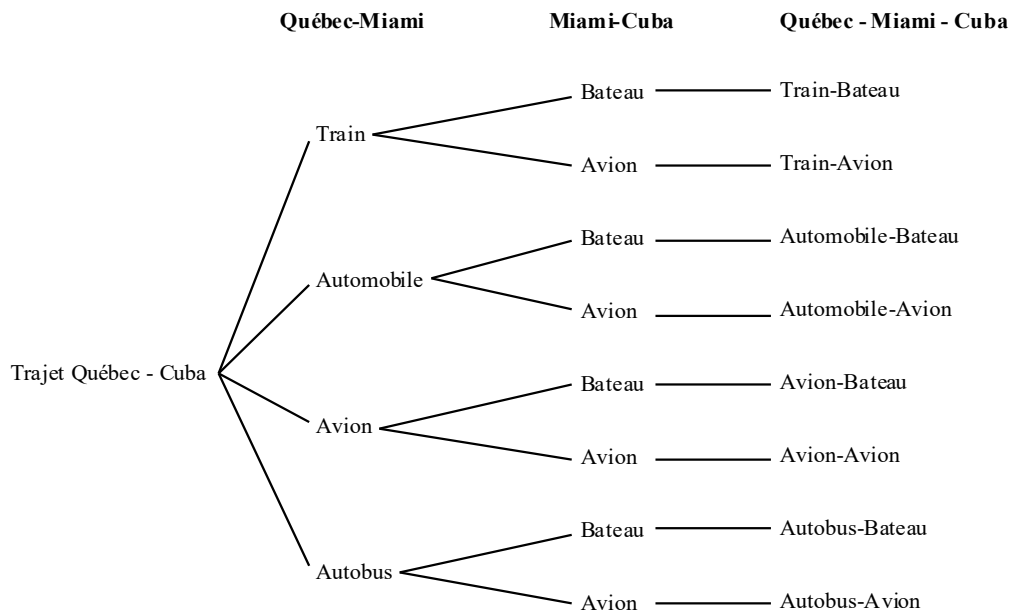 Québec-Miami Miami-Cuba Québec - Miami - Cuba
Bateau Train-Bateau
Train
Avion Train-Avion
Bateau Automobile-Bateau
Automobile
Avion Automobile-Avion
Trajet Québec - Cuba
Bateau Avion-Bateau
Avion
Avion Avion-Avion
Bateau Autobus-Bateau
Autobus
Avion Autobus-Avion